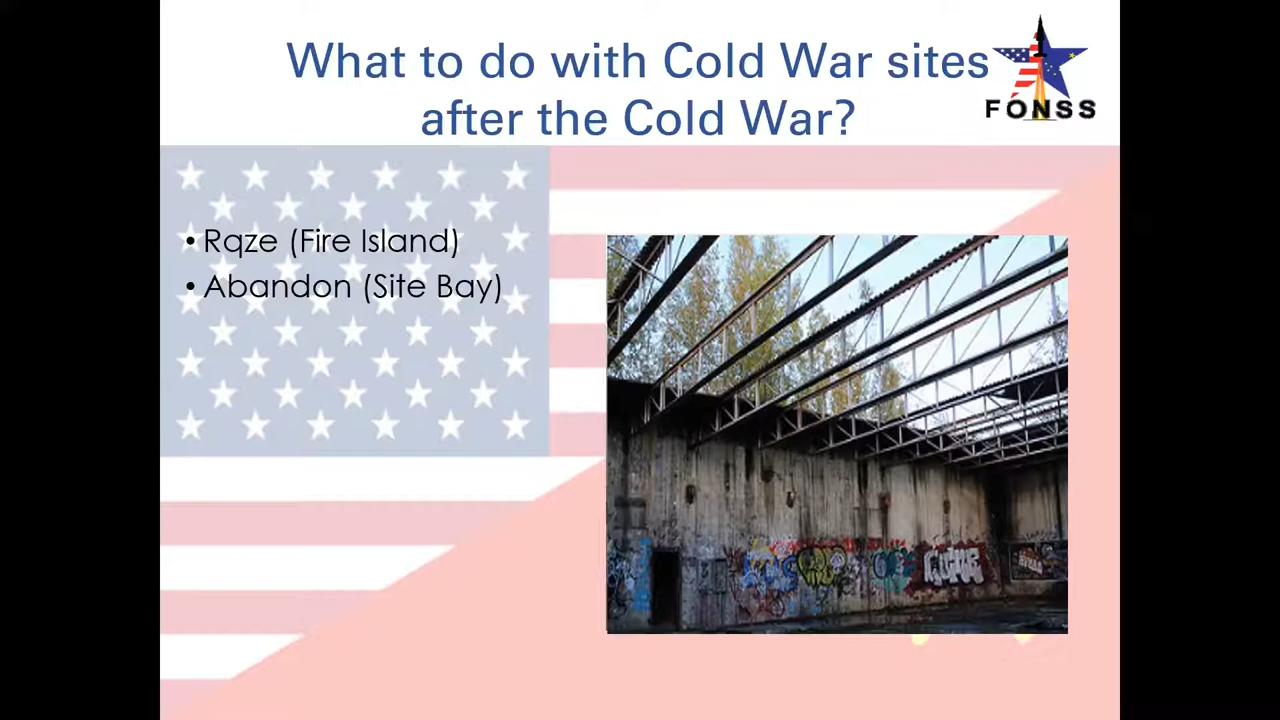 What to do with Cold War sites
after the Cold War?
FONSS
• Rqze (Fire Island)
• Abandon (Site Bay)